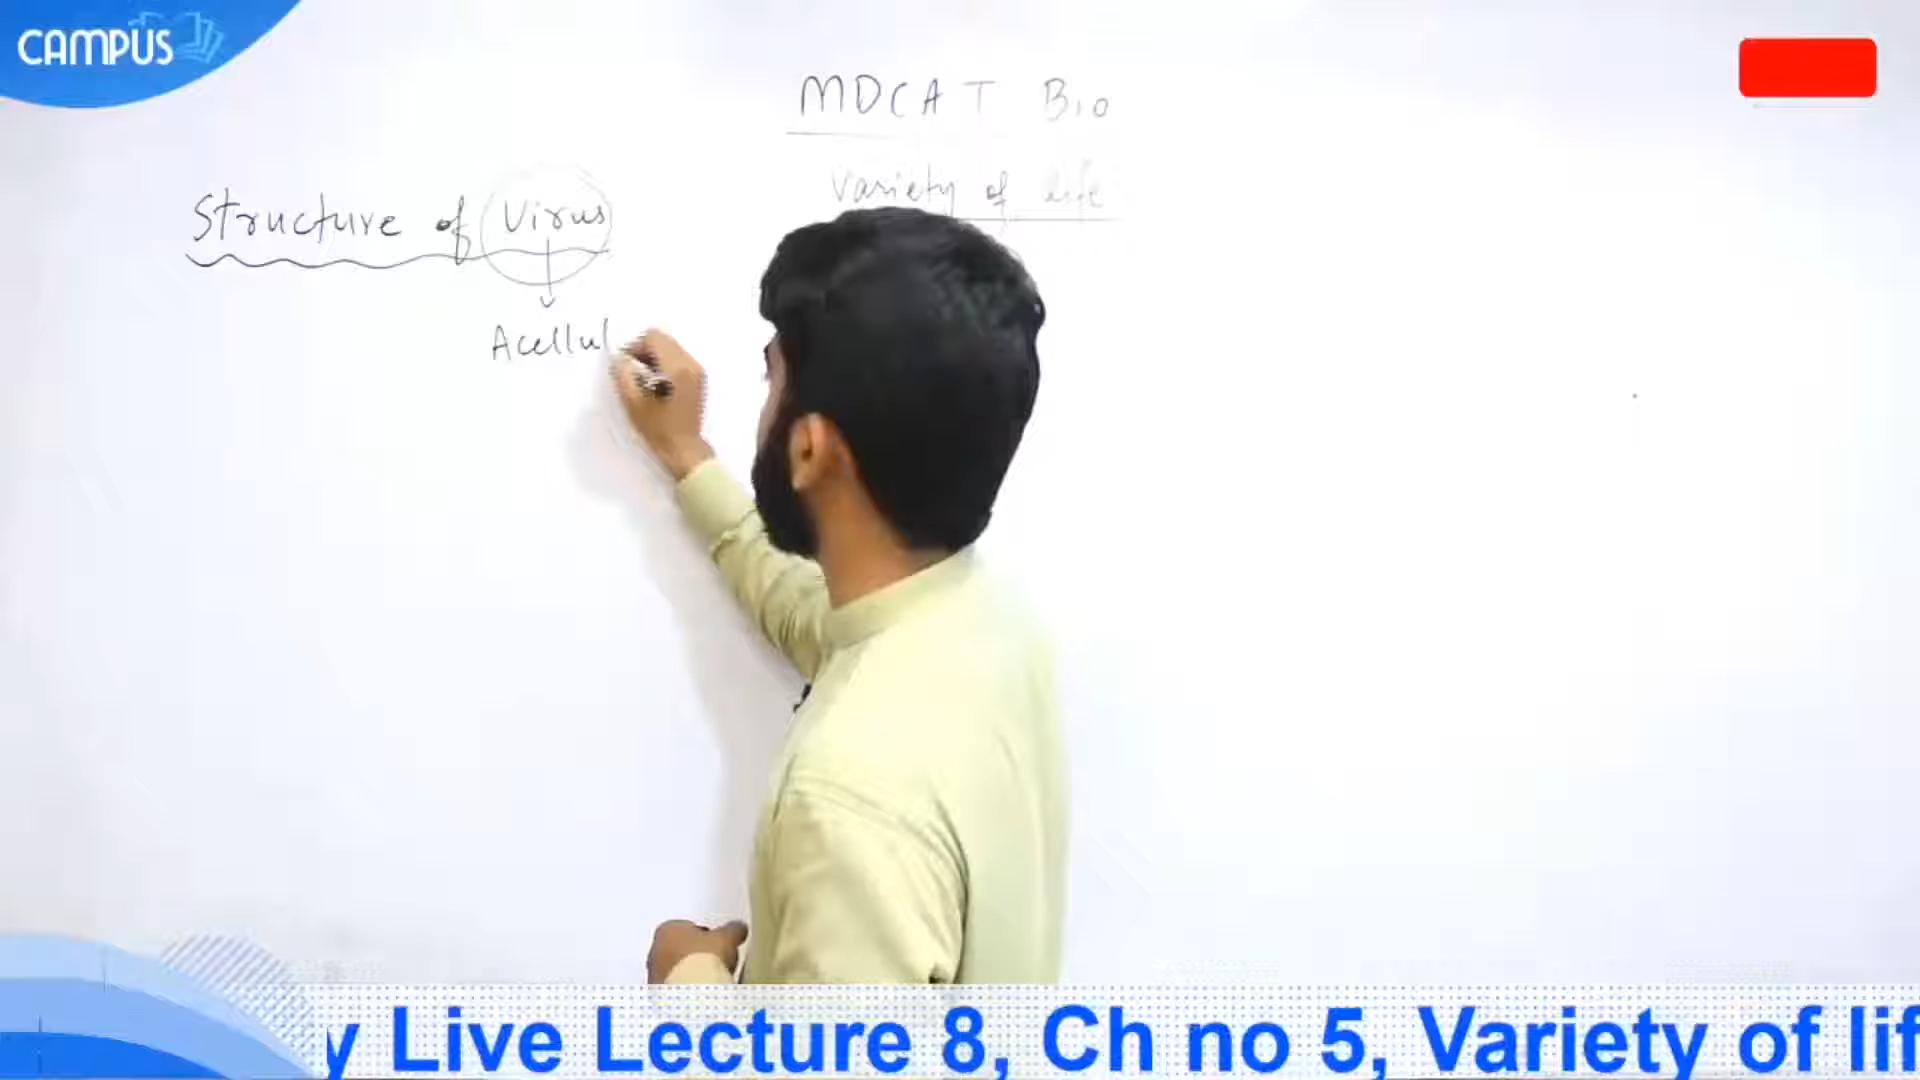 CAMPUS
MDCAT Bio
Variety of life
Structure of Virus
Acellul
y Live Lecture 8, Ch no 5, Variety of lif